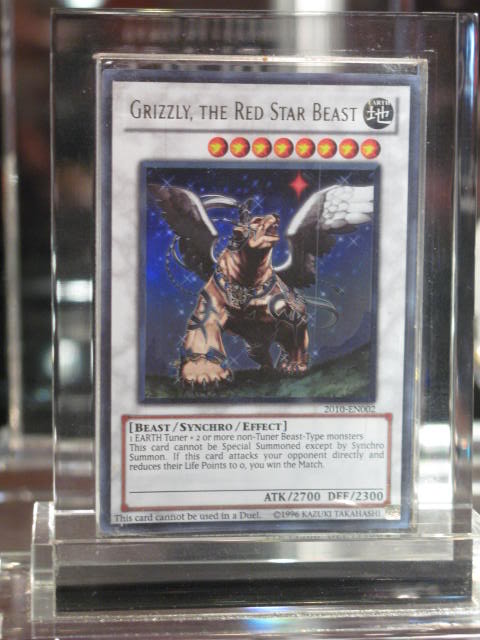 GRIZZLY, THE RED STAR BEAST
EARTH
地
2010-EN002
[BEAST/SYNCHRO/EFFECT]
1 EARTH Tuner + 2 or more non-Tuner Beast-Type monsters
This card cannot be Special Summoned except by Synchro
Summon. If this card attacks your opponent directly and
reduces their Life Points to 0, you win the Match.
ATK/2700 DEF/2300
This card cannot be used in a Duel. ©1996 KAZUKI TAKAHASHI